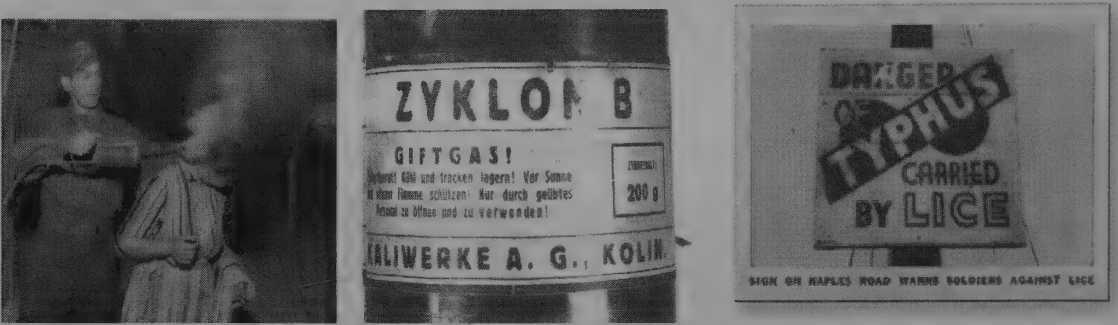 ZYKLON B
GIFTGAS!
kühl und trocken lagern! Vor Sonne
Flamme schützen! Nur durch geübtes
zu öffnen und zu verwenden!
200 g
KALIWERKE A. G., KOLIN.
DANGER
OF
TYPHUS
CARRIED
BY LICE
SIGN ON NAPLES ROAD WARNS SOLDIERS AGAINST LICE